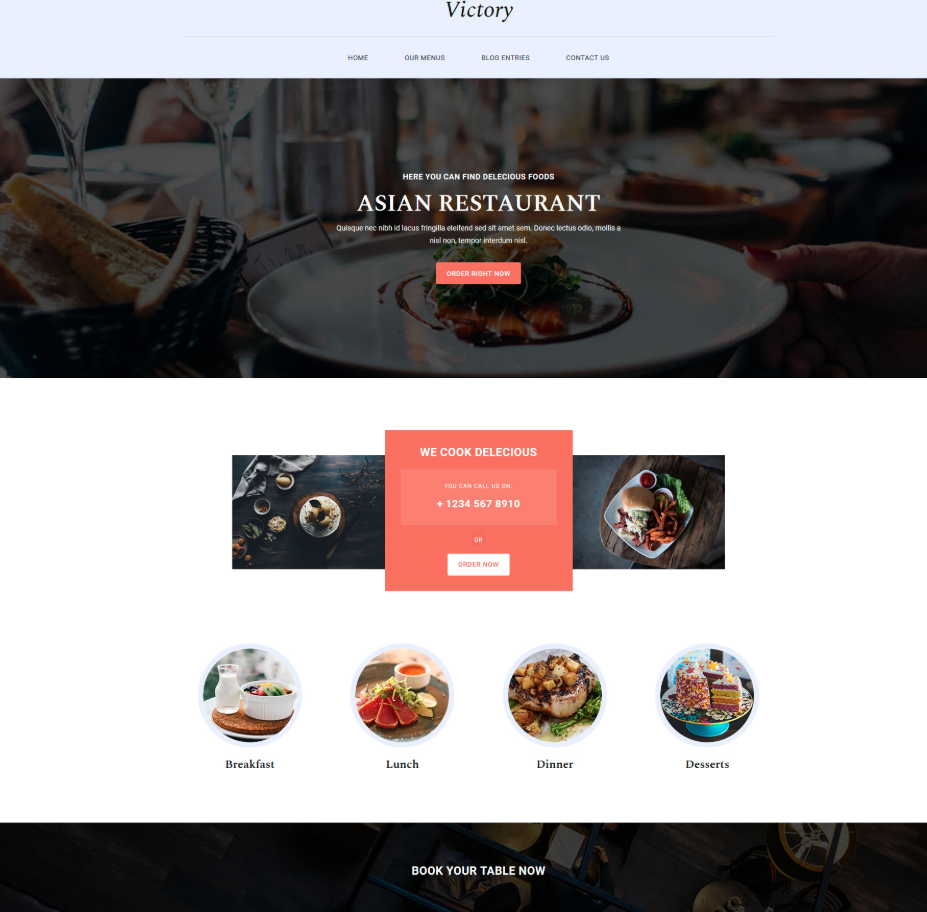 Victory
HOME OUR MENUS BLOG ENTRIES CONTACT US
HERE YOU CAN FIND DELECIOUS FOODS
ASIAN RESTAURANT
Quisque nec nibh id lacus fringilla eleifend sed sit amet sem. Donec lectus odio, mollis a
nisl non, tempor interdum nisl.
ORDER RIGHT NOW
WE COOK DELECIOUS
YOU CAN CALL US ON:
+ 1234 567 8910
OR
ORDER NOW
Breakfast Lunch Dinner Desserts
BOOK YOUR TABLE NOW